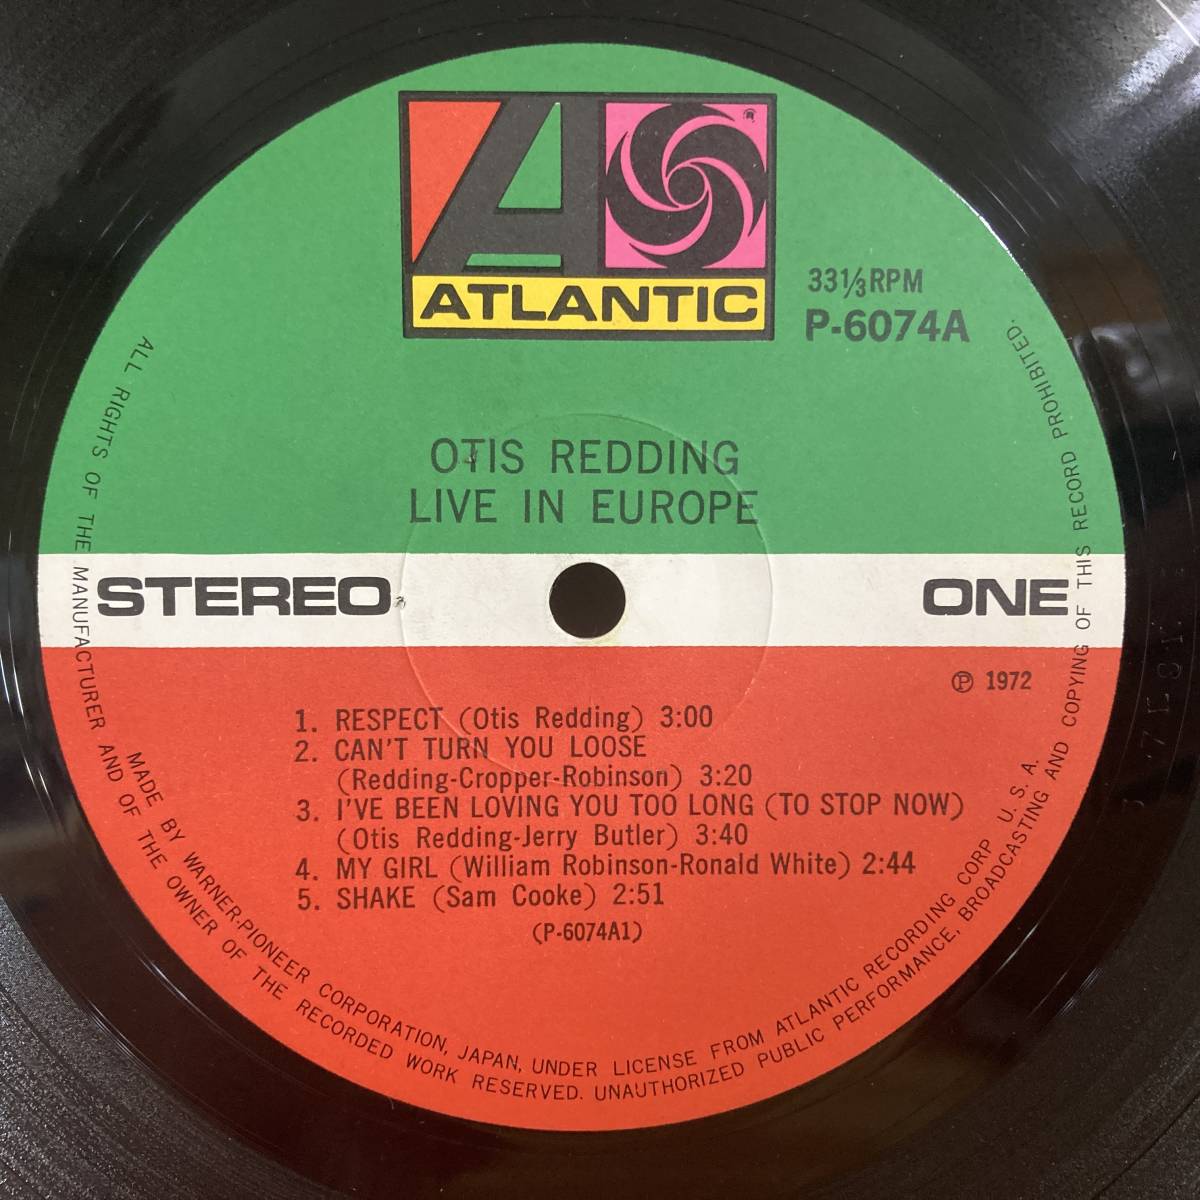 ATLANTIC
®
33 1/3 RPM
P-6074A
OTIS REDDING
LIVE IN EUROPE
STEREO
ONE
℗ 1972
1. RESPECT (Otis Redding) 3:00
2. CAN'T TURN YOU LOOSE
(Redding-Cropper-Robinson) 3:20
3. I'VE BEEN LOVING YOU TOO LONG (TO STOP NOW)
(Otis Redding-Jerry Butler) 3:40
4. MY GIRL (William Robinson-Ronald White) 2:44
5. SHAKE (Sam Cooke) 2:51
(P-6074A1)
MADE BY WARNER-PIONEER CORPORATION, JAPAN, UNDER LICENSE FROM ATLANTIC RECORDING CORP. U. S. A.
ALL RIGHTS OF THE MANUFACTURER AND OF THE OWNER OF THE RECORDED WORK RESERVED. UNAUTHORIZED PUBLIC PERFORMANCE, BROADCASTING AND COPYING OF THIS RECORD PROHIBITED.